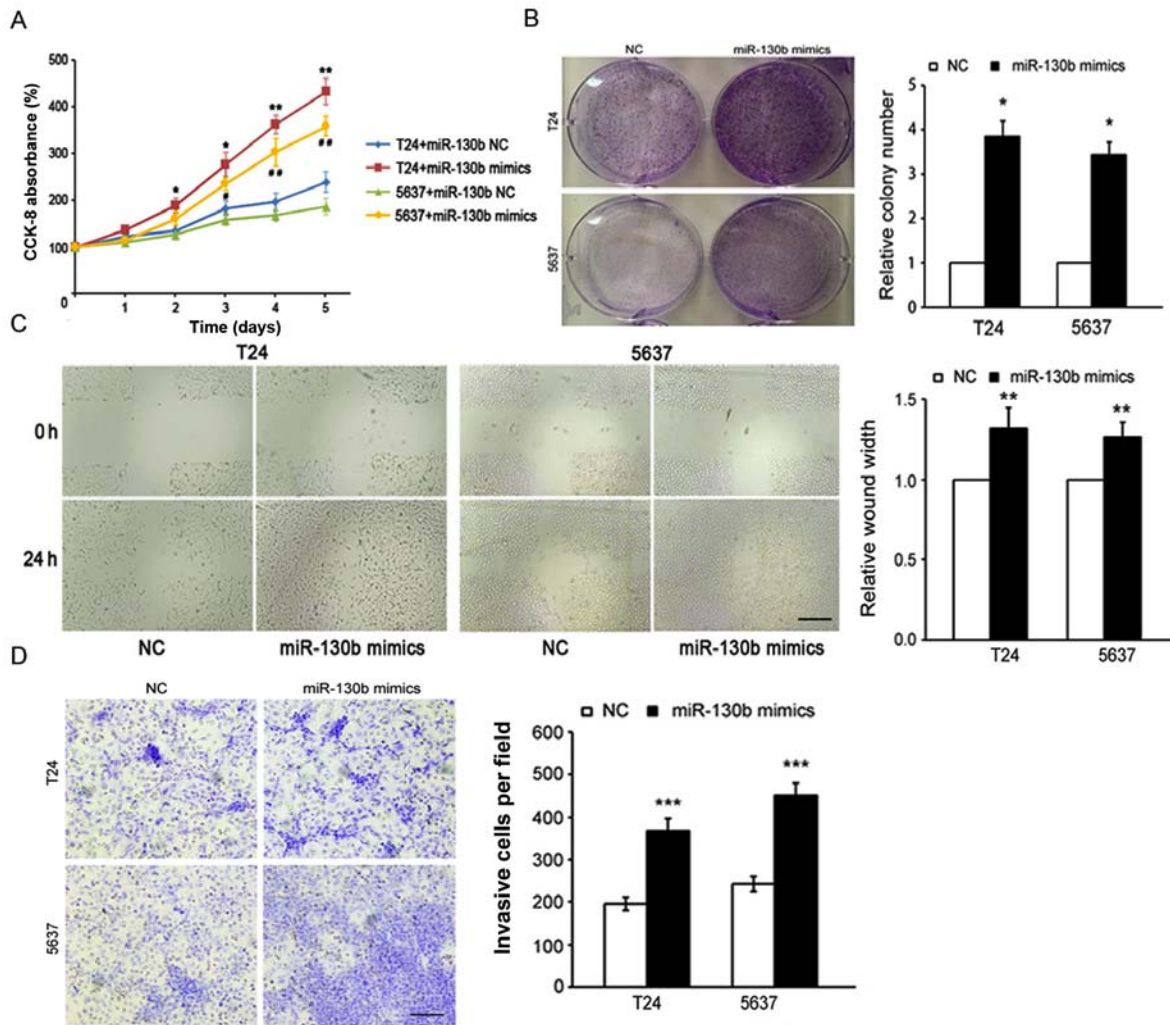 A
CCK-8 absorbance (%)
500
400
300
200
100
0
1
2
3
4
5
Time (days)
*
*
**
**
#
##
##
T24+miR-130b NC
T24+miR-130b mimics
5637+miR-130b NC
5637+miR-130b mimics
B
NC
miR-130b mimics
T24
5637
NC
miR-130b mimics
Relative colony number
5
4
3
2
1
0
*
*
T24
5637
C
T24
5637
0 h
24 h
NC
miR-130b mimics
NC
miR-130b mimics
NC
miR-130b mimics
Relative wound width
1.5
1.0
0.5
0.0
**
**
T24
5637
D
NC
miR-130b mimics
T24
5637
NC
miR-130b mimics
Invasive cells per field
600
500
400
300
200
100
0
***
***
T24
5637